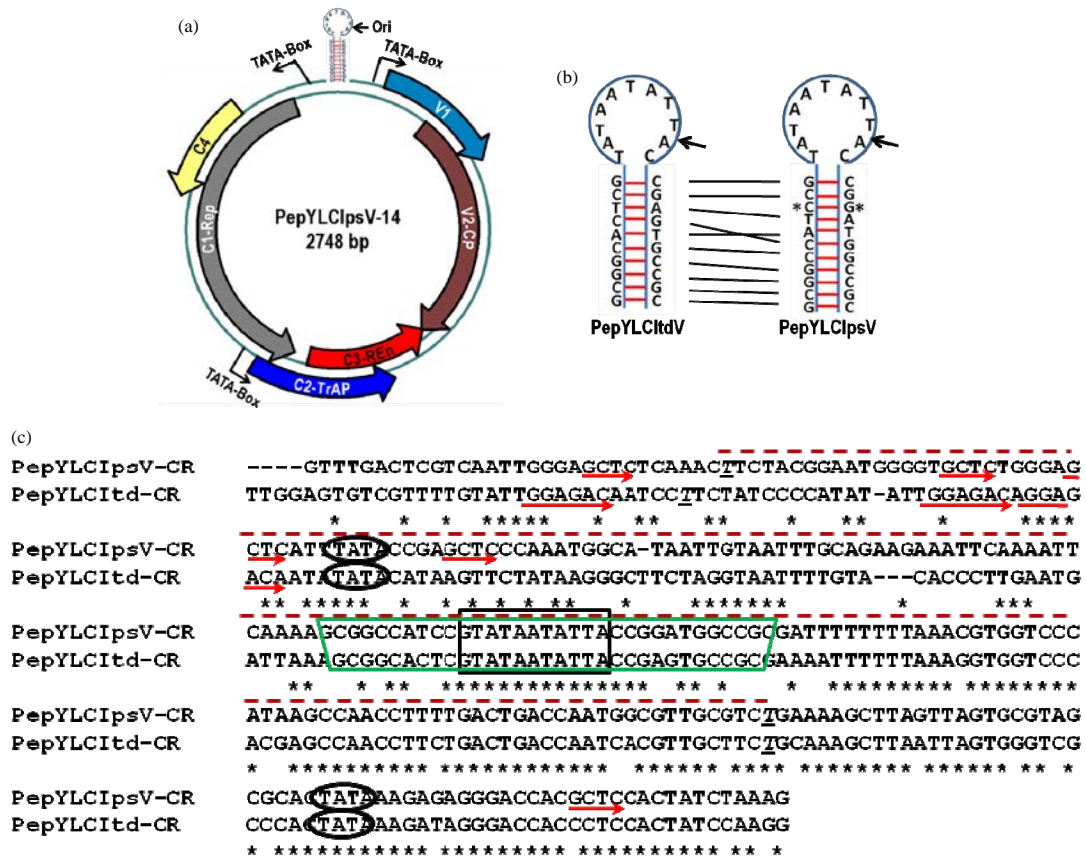 (a)
Ori
TATA-Box
TATA-Box
V1
C4
C1-Rep
V2-CP
PepYLCIpsV-14
2748 bp
C3-REn
C2-TrAP
TATA-Box
(b)
TATAATATTAC
TATAATATTAC
G C
C G
T A
C G
A T
C G
G C
G C
C G
G C
G C
C G
* C G *
T A
A T
C G
C G
G C
G C
C G
G C
PepYLCItdV
PepYLCIpsV
(c)
PepYLCIpsV-CR ----GTTTGACTCGTCAATTGGGAGCTCTCAAACTTCTACGGAATGGGGTGCTCTGGGAG
PepYLCItd-CR TTGGAGTGTCGTTTTGTATTGGAGACAATCCTTCTATCCCCATAT-ATTGGAGACAGGAG
* * * ***** * * ** ** * ****
PepYLCIpsV-CR CTCATTTATACCGAGCTCCCAAATGGCA-TAATTGTAATTTGCAGAAGAAATTCAAAATT
PepYLCItd-CR ACAATATATACATAAGTTCTATAAGGGCTTCTAGGTAATTTTGTA---CACCCTTGAATG
** ***** * * * * * ** * ******* * ***
PepYLCIpsV-CR CAAAAGCGGCCATCCGTATAATATTACCGGATGGCCGCGATTTTTTTTAAACGTGGTCCC
PepYLCItd-CR ATTAAAGCGGCACTCGTATAATATTACCGAGTGCCGCGAAAATTTTTTAAAGGTGGTCCC
** * ** ************** ** * * ********* ********
PepYLCIpsV-CR ATAAGCCAACCTTTTGACTGACCAATGGCGTTGCGTCTGAAAAGCTTAGTTAGTGCGTAG
PepYLCItd-CR ACGAGCCAACCTTCTGACTGACCAATCACGTTGCTTCTGCAAAGCTTAATTAGTGGGTCG
* ********** ************ ****** **** ******** ****** ** *
PepYLCIpsV-CR CGCAGTATAAAGAGAGGGACCACGCTCCACTATCTAAAG
PepYLCItd-CR CCCACTATAAAGATAGGGACCACCCTCCACTATCCAAGG
* ** ******** ********* ********** ** *